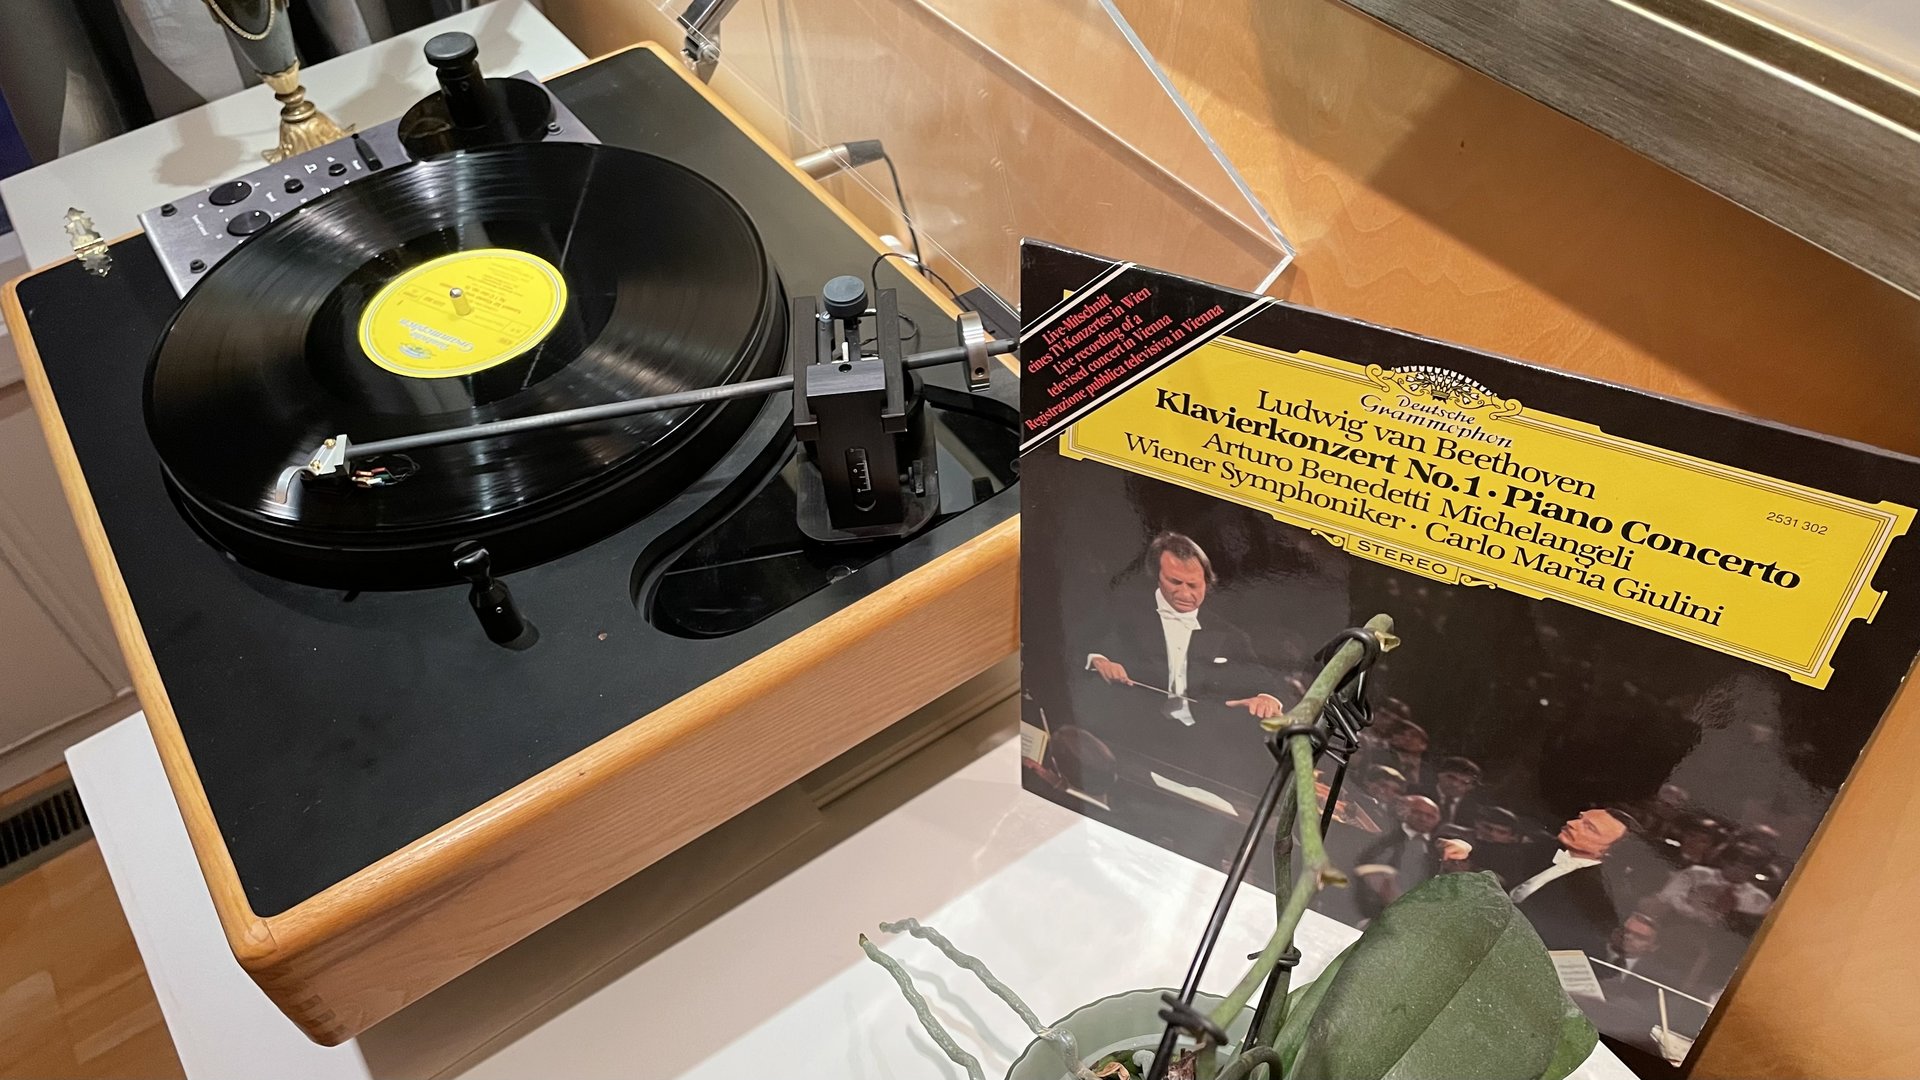 Live-Mitschnitt
eines TV-Konzertes in Wien
Live recording of a
televised concert in Vienna
Registrazione pubblica televisiva in Vienna
Deutsche
Grammophon
Ludwig van Beethoven
Klavierkonzert No.1 · Piano Concerto
Arturo Benedetti Michelangeli
Wiener Symphoniker · Carlo Maria Giulini
2531 302
STEREO
Deutsche
Grammophon